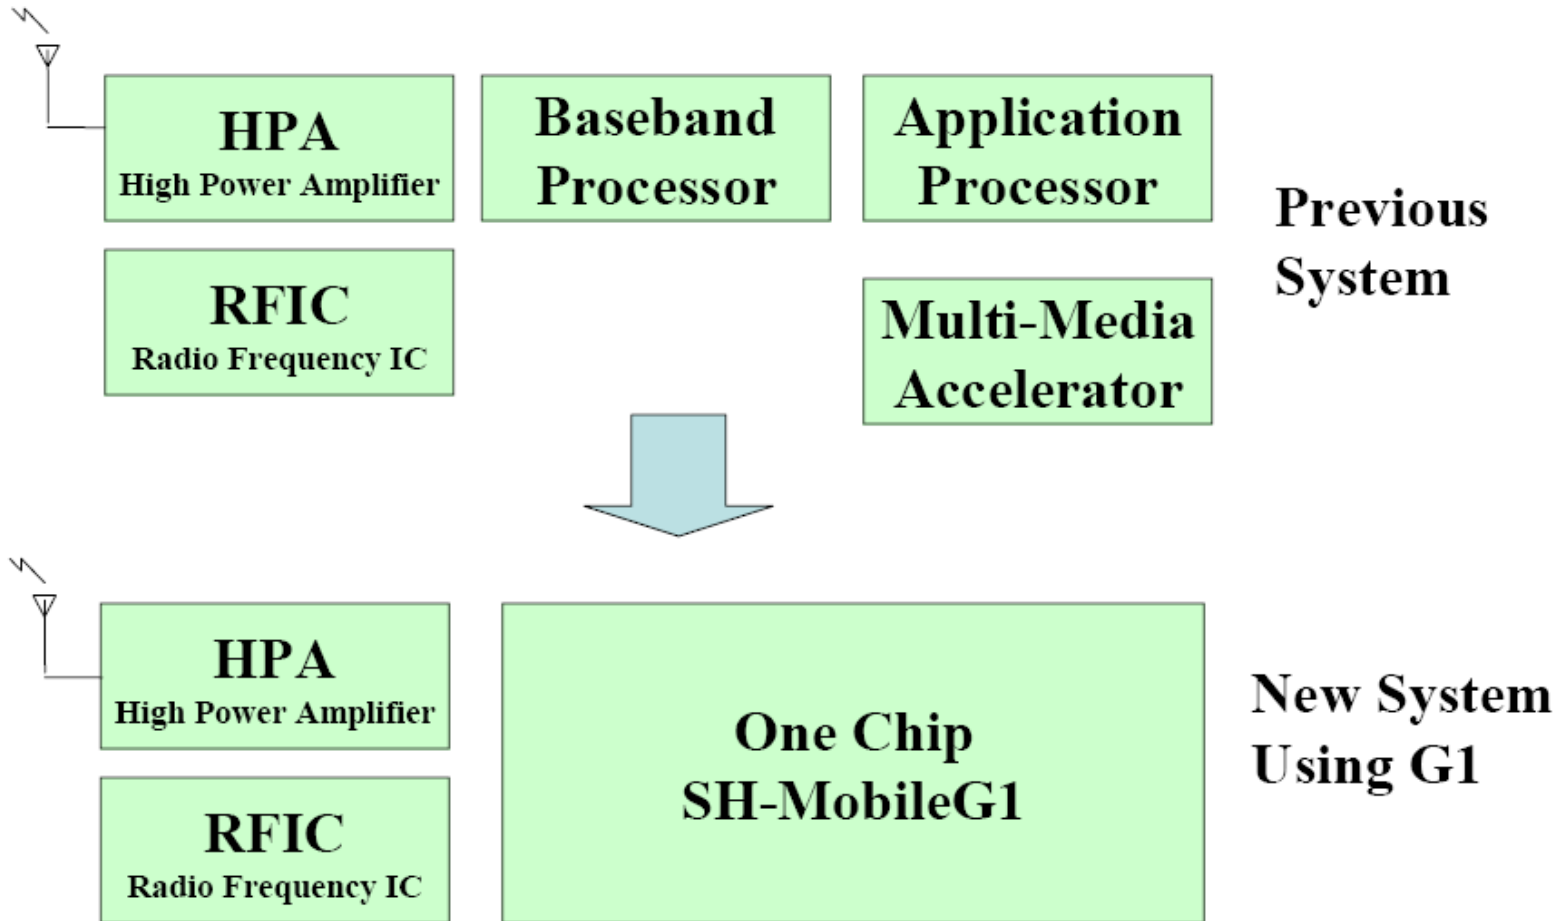 HPA
High Power Amplifier
Baseband
Processor
Application
Processor
RFIC
Radio Frequency IC
Multi-Media
Accelerator
Previous
System
HPA
High Power Amplifier
RFIC
Radio Frequency IC
One Chip
SH-MobileG1
New System
Using G1